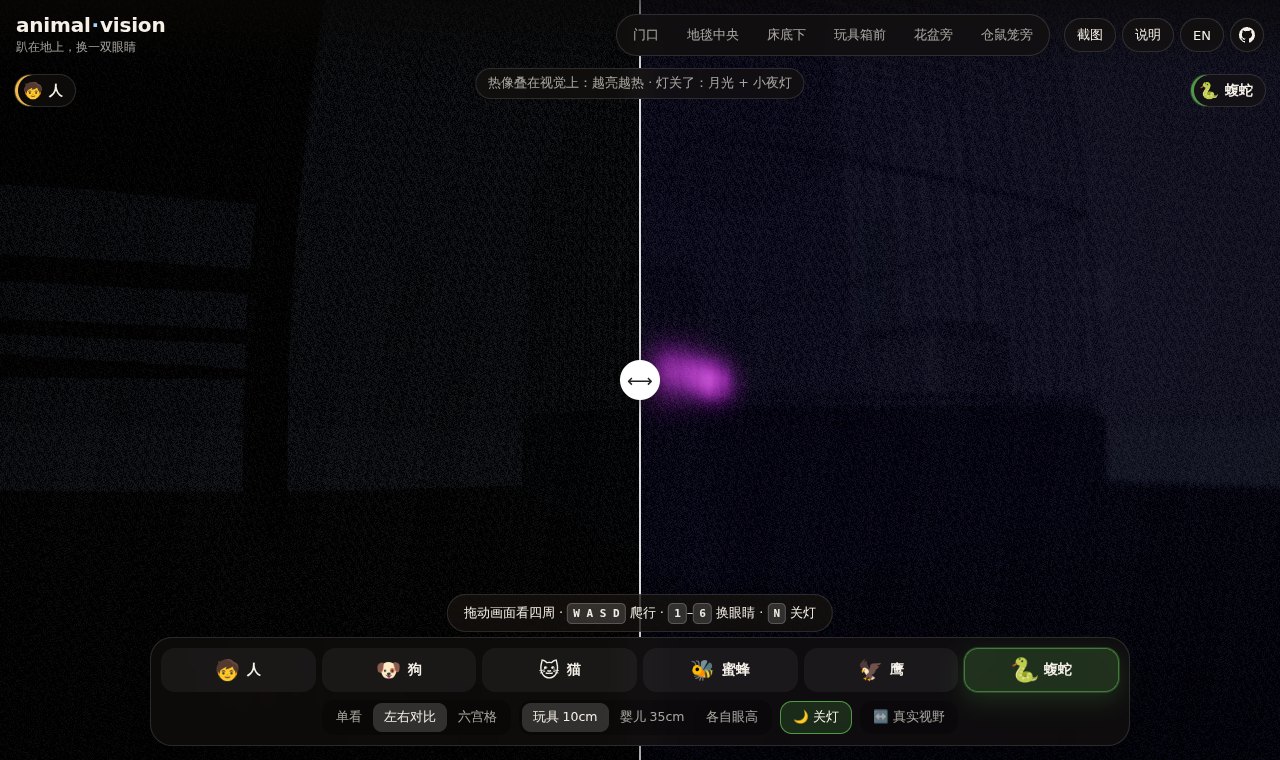 animal·vision
趴在地上，换一双眼睛
门口 地毯中央 床底下 玩具箱前 花盆旁 仓鼠笼旁
截图 说明 EN
热像叠在视觉上：越亮越热 · 灯关了：月光 + 小夜灯
人
蝮蛇
拖动画面看四周 · W A S D 爬行 · 1–6 换眼睛 · N 关灯
人 狗 猫 蜜蜂 鹰 蝮蛇
单看 左右对比 六宫格 玩具 10cm 婴儿 35cm 各自眼高 关灯 真实视野